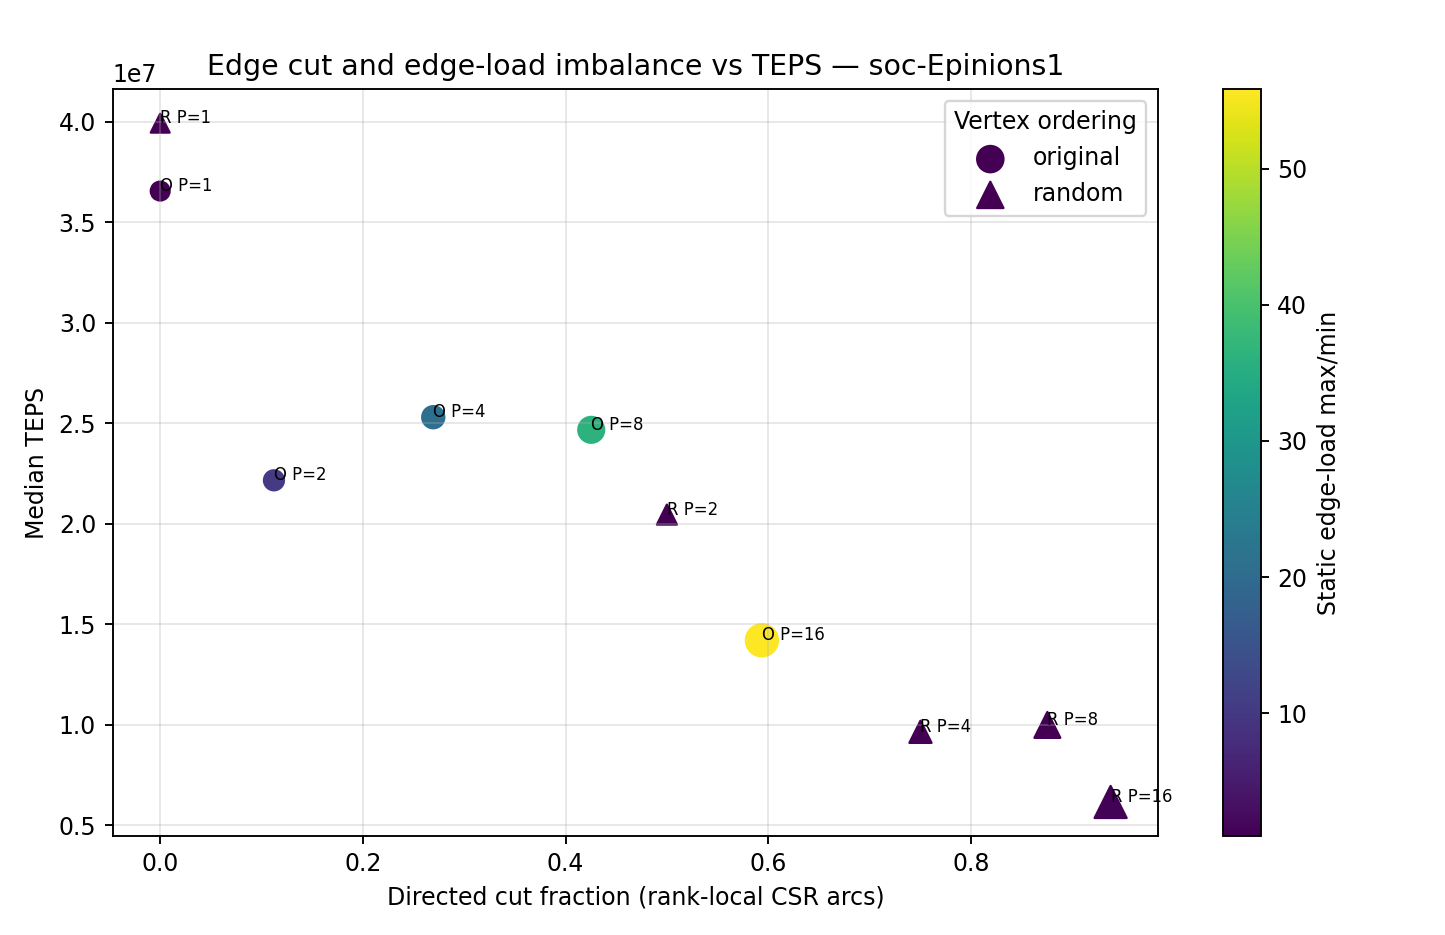 Edge cut and edge-load imbalance vs TEPS — soc-Epinions1
1e7
4.0
3.5
3.0
2.5
2.0
1.5
1.0
0.5
Median TEPS
R P=1
O P=1
O P=2
O P=4
O P=8
R P=2
O P=16
R P=4
R P=8
R P=16
Vertex ordering
original
random
0.0 0.2 0.4 0.6 0.8
Directed cut fraction (rank-local CSR arcs)
50
40
30
20
10
Static edge-load max/min